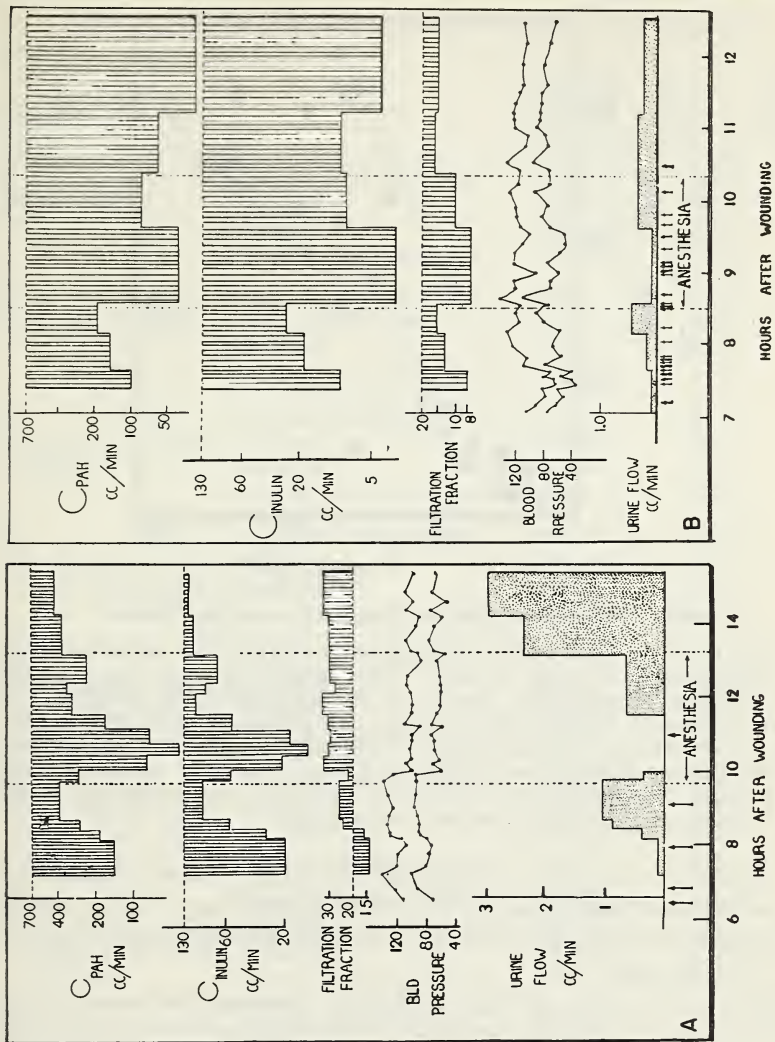 A
C PAH
CC/MIN
700
400
200
100
C INULIN
CC/MIN
130
60
20
FILTRATION
FRACTION
30
20
15
BLD
PRESSURE
120
80
40
URINE
FLOW
CC/MIN
3
2
1
ANESTHESIA
6
8
10
12
14
HOURS AFTER WOUNDING
B
C PAH
CC/MIN
700
200
100
50
C INULIN
CC/MIN
130
60
20
5
FILTRATION
FRACTION
20
10
8
BLOOD
RPESSURE
120
80
40
URINE FLOW
CC/MIN
1.0
ANESTHESIA
7
8
9
10
11
12
HOURS AFTER WOUNDING